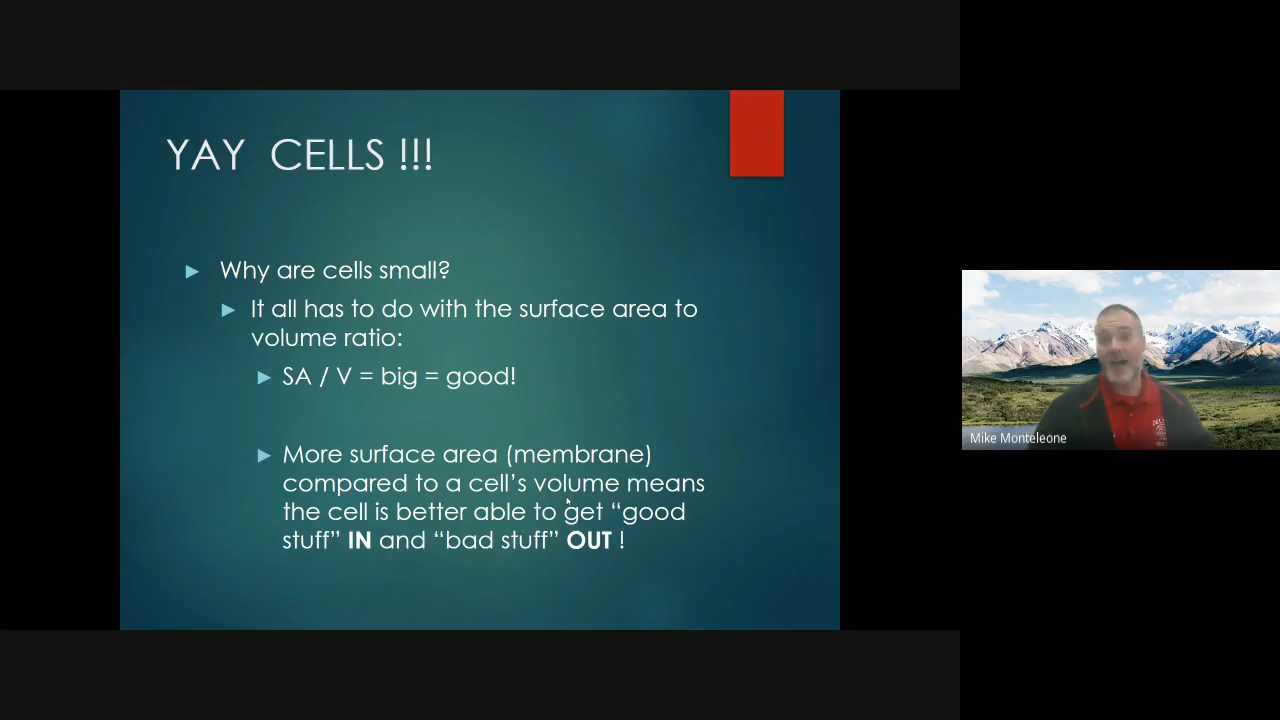 YAY CELLS !!!
Why are cells small?
It all has to do with the surface area to
volume ratio:
SA / V = big = good!
More surface area (membrane)
compared to a cell’s volume means
the cell is better able to get “good
stuff” IN and “bad stuff” OUT !
Mike Monteleone